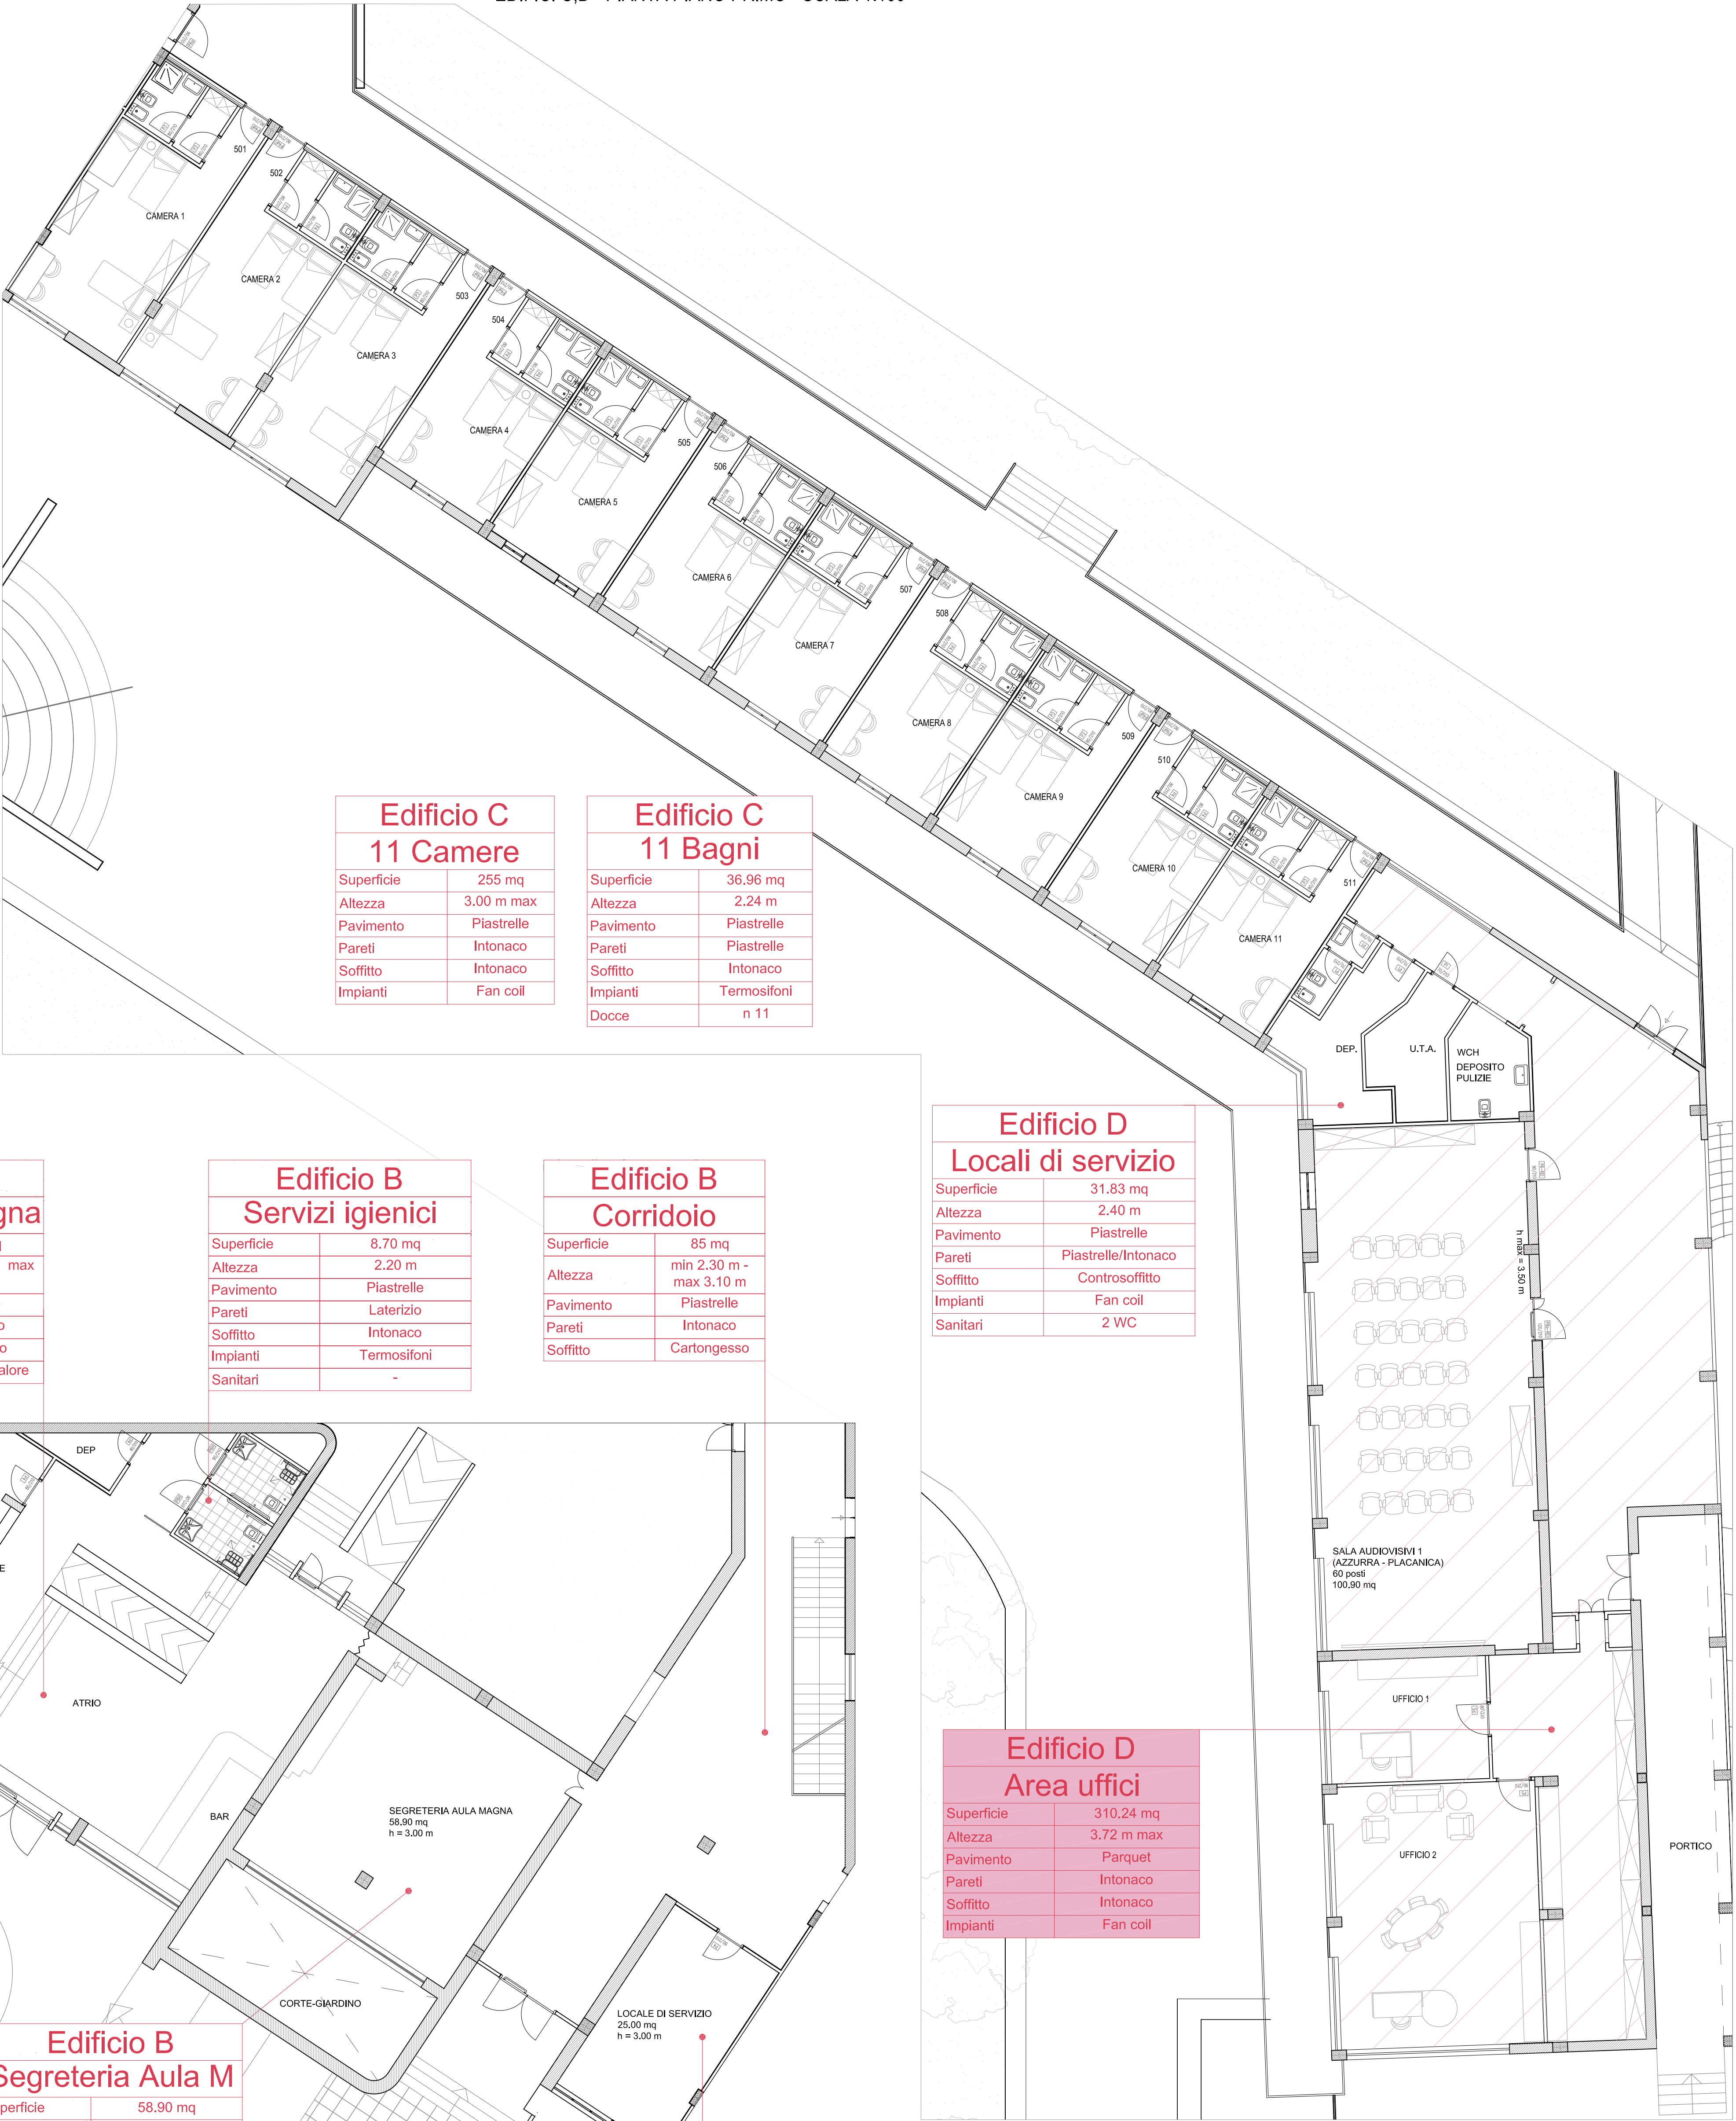 501
CAMERA 1
502
CAMERA 2
503
CAMERA 3
504
CAMERA 4
505
CAMERA 5
506
CAMERA 6
507
CAMERA 7
508
CAMERA 8
509
CAMERA 9
510
CAMERA 10
511
CAMERA 11
Edificio C
11 Camere
Superficie 255 mq
Altezza 3.00 m max
Pavimento Piastrelle
Pareti Intonaco
Soffitto Intonaco
Impianti Fan coil
Edificio C
11 Bagni
Superficie 36.96 mq
Altezza 2.24 m
Pavimento Piastrelle
Pareti Piastrelle
Soffitto Intonaco
Impianti Termosifoni
Docce n 11
DEP.
U.T.A.
WCH
DEPOSITO
PULIZIE
Edificio D
Locali di servizio
Superficie 31.83 mq
Altezza 2.40 m
Pavimento Piastrelle
Pareti Piastrelle/Intonaco
Soffitto Controsoffitto
Impianti Fan coil
Sanitari 2 WC
max
Edificio B
Servizi igienici
Superficie 8.70 mq
Altezza 2.20 m
Pavimento Piastrelle
Pareti Laterizio
Soffitto Intonaco
Impianti Termosifoni
Sanitari -
Edificio B
Corridoio
Superficie 85 mq
Altezza min 2.30 m -
max 3.10 m
Pavimento Piastrelle
Pareti Intonaco
Soffitto Cartongesso
h max = 3.50 m
SALA AUDIOVISIVI 1
(AZZURRA - PLACANICA)
60 posti
100.90 mq
DEP
ATRIO
BAR
SEGRETERIA AULA MAGNA
58.90 mq
h = 3.00 m
CORTE-GIARDINO
LOCALE DI SERVIZIO
25.00 mq
h = 3.00 m
UFFICIO 1
UFFICIO 2
PORTICO
Edificio D
Area uffici
Superficie 310.24 mq
Altezza 3.72 m max
Pavimento Parquet
Pareti Intonaco
Soffitto Intonaco
Impianti Fan coil
Edificio B
Segreteria Aula M
perficie 58.90 mq